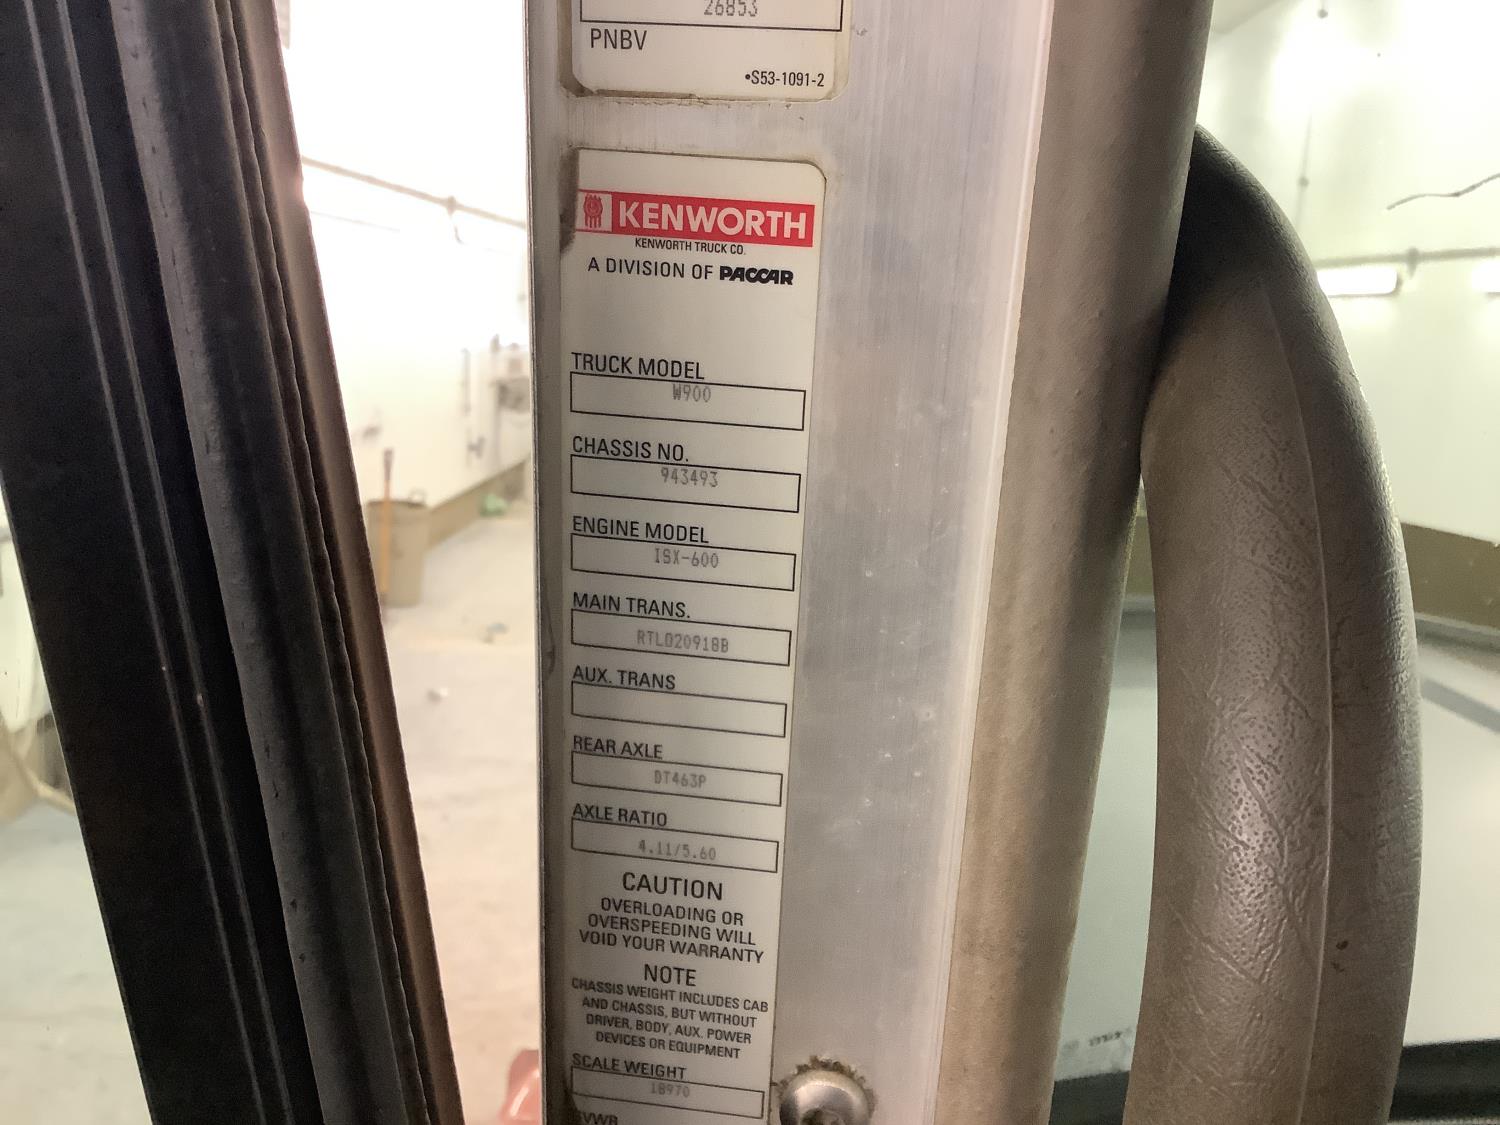 26853
PNBV
•S53-1091-2
KENWORTH
KENWORTH TRUCK CO.
A DIVISION OF PACCAR
TRUCK MODEL
W900
CHASSIS NO.
943493
ENGINE MODEL
ISX-600
MAIN TRANS.
RTLO20918B
AUX. TRANS
REAR AXLE
DT463P
AXLE RATIO
4.11/5.60
CAUTION
OVERLOADING OR
OVERSPEEDING WILL
VOID YOUR WARRANTY
NOTE
CHASSIS WEIGHT INCLUDES CAB
AND CHASSIS, BUT WITHOUT
DRIVER, BODY, AUX. POWER
DEVICES OR EQUIPMENT
SCALE WEIGHT
18970